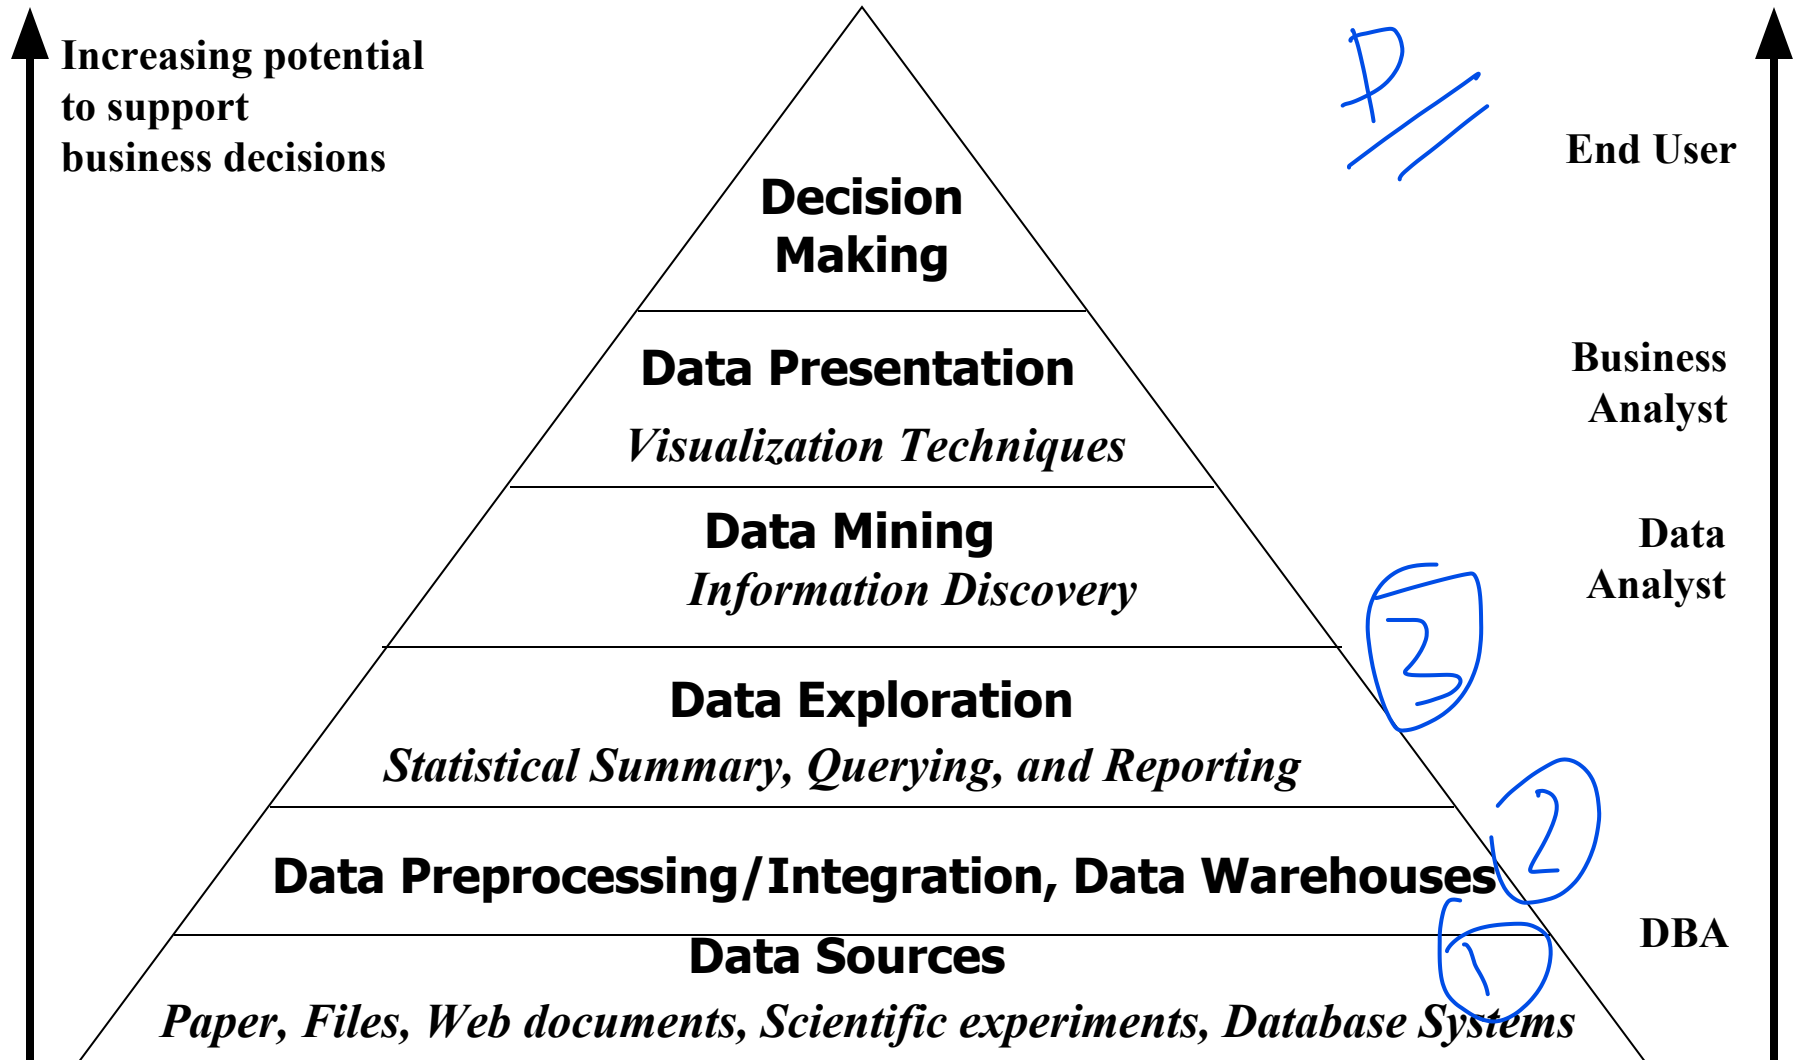 Increasing potential
to support
business decisions
P
End User
Decision
Making
Data Presentation
Visualization Techniques
Business
Analyst
Data Mining
Information Discovery
Data
Analyst
3
Data Exploration
Statistical Summary, Querying, and Reporting
2
Data Preprocessing/Integration, Data Warehouses
DBA
1
Data Sources
Paper, Files, Web documents, Scientific experiments, Database Systems